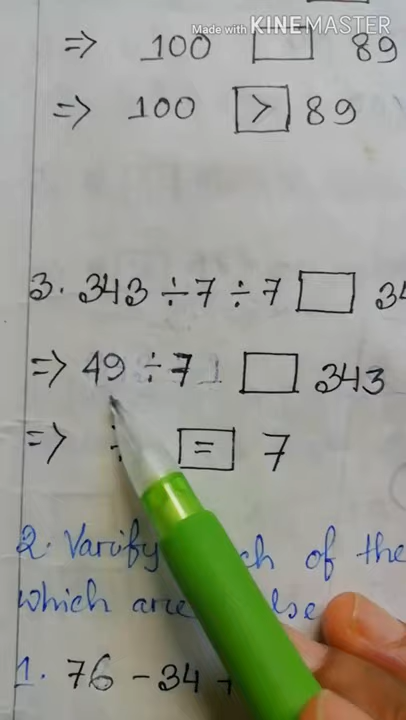 Made with KINEMASTER
⇒ 100 □ 89
⇒ 100 > 89
3. 343 ÷ 7 ÷ 7 □ 34
⇒ 49 ÷ 7 □ 343
⇒ ÷ = 7
2. Varify of the
which are
1. 76 - 34 +